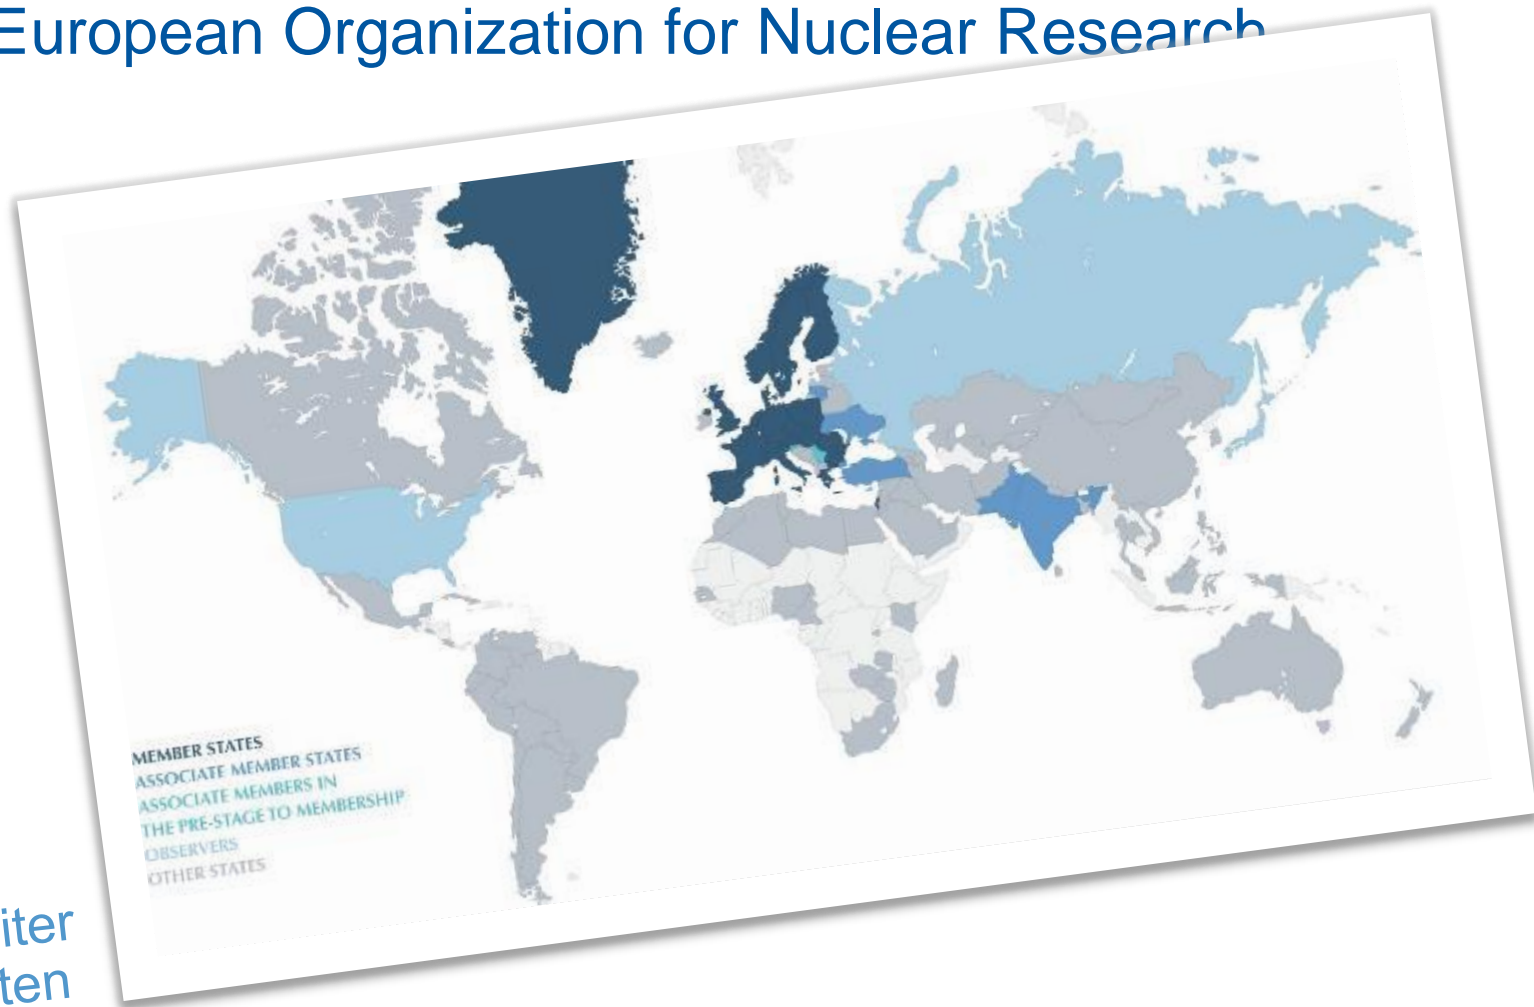 European Organization for Nuclear Research
MEMBER STATES
ASSOCIATE MEMBER STATES
ASSOCIATE MEMBERS IN
THE PRE-STAGE TO MEMBERSHIP
OBSERVERS
OTHER STATES
iter
ten